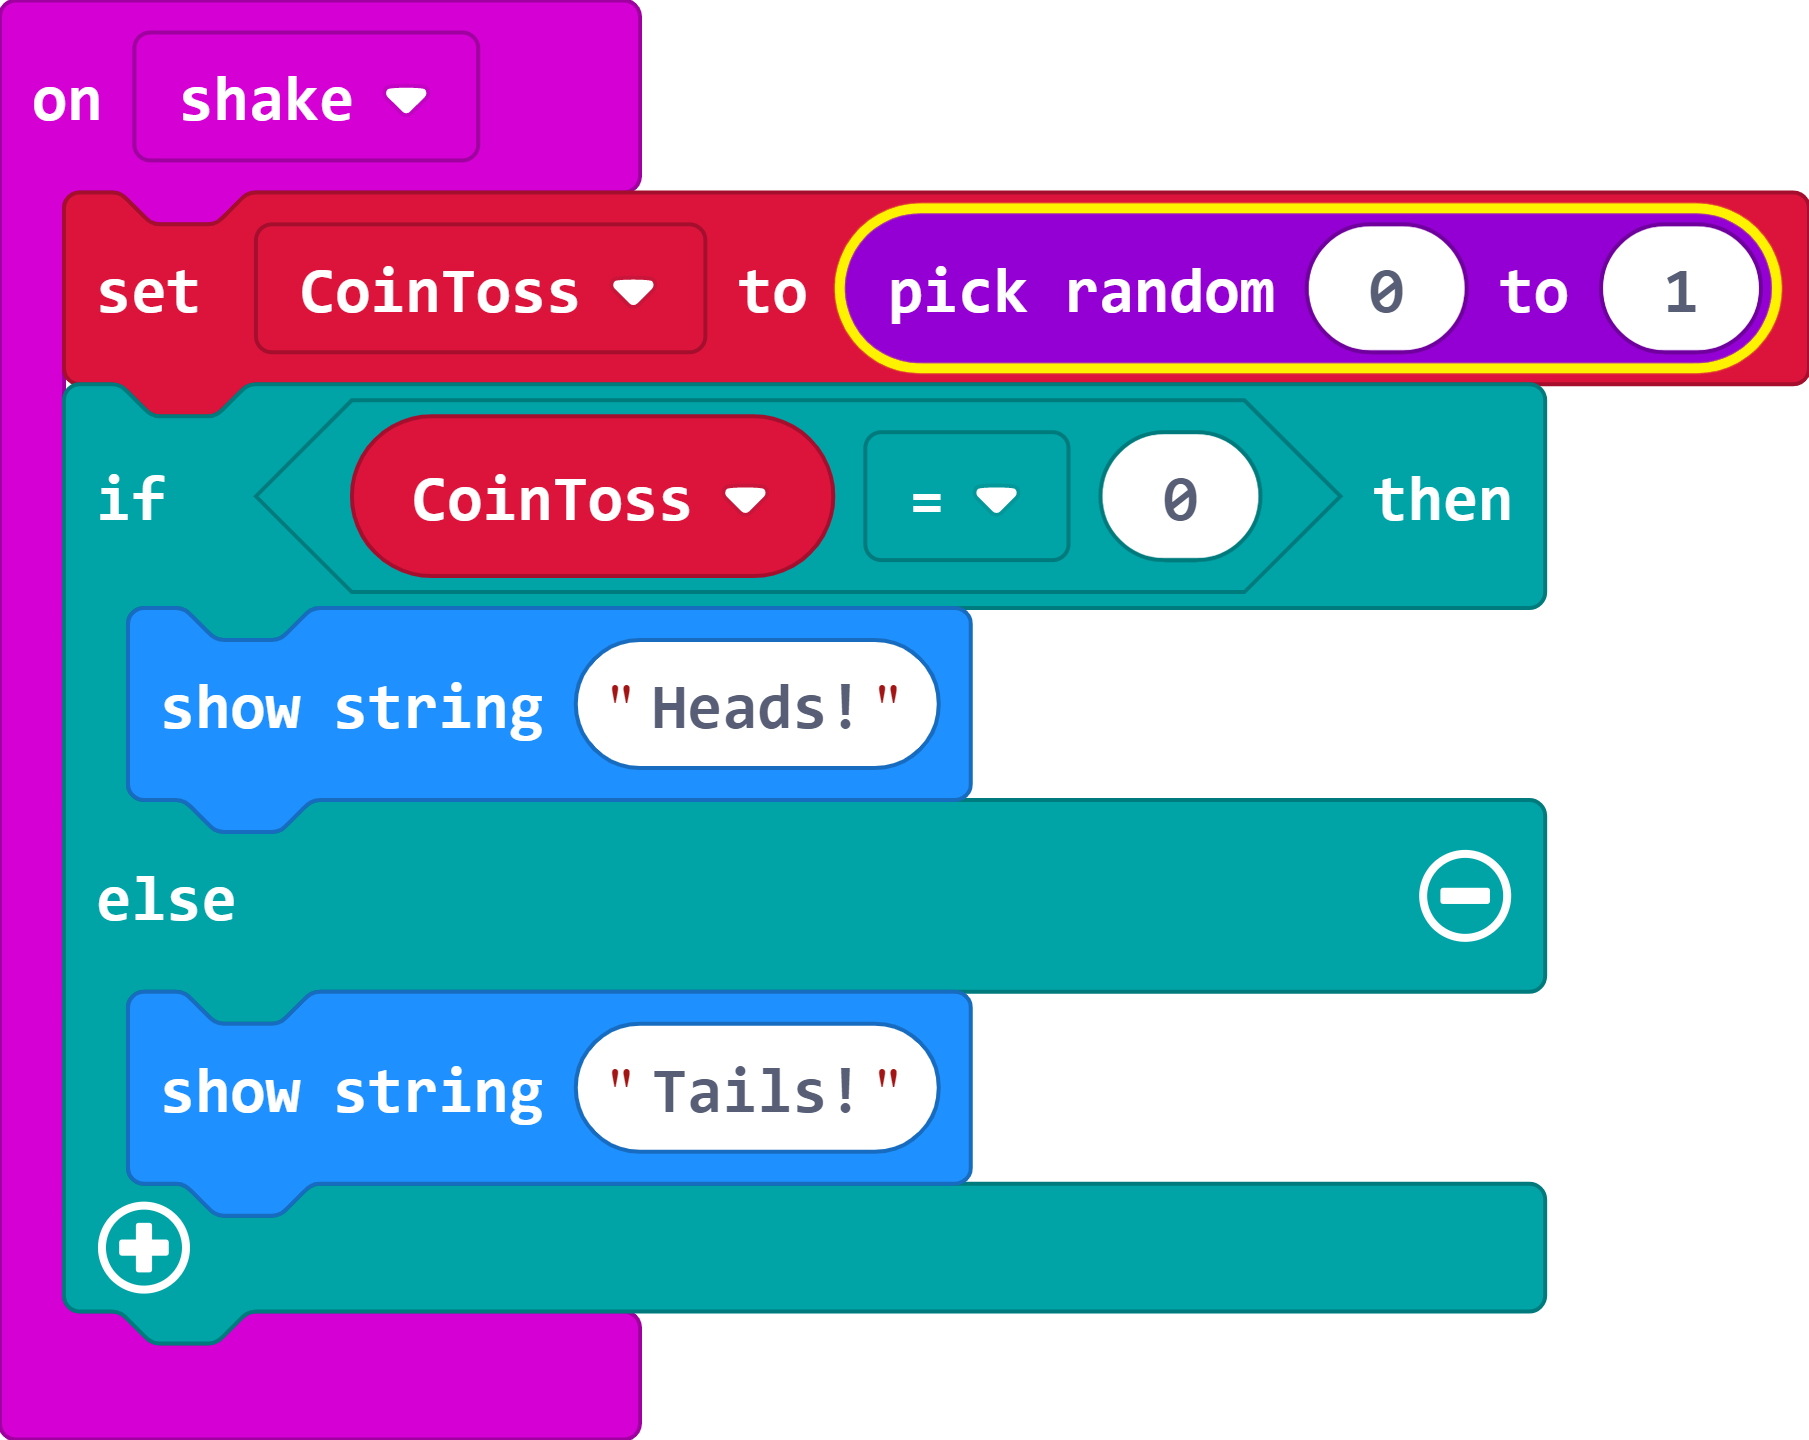 on shake
set CoinToss to pick random 0 to 1
if CoinToss = 0 then
show string "Heads!"
else
show string "Tails!"